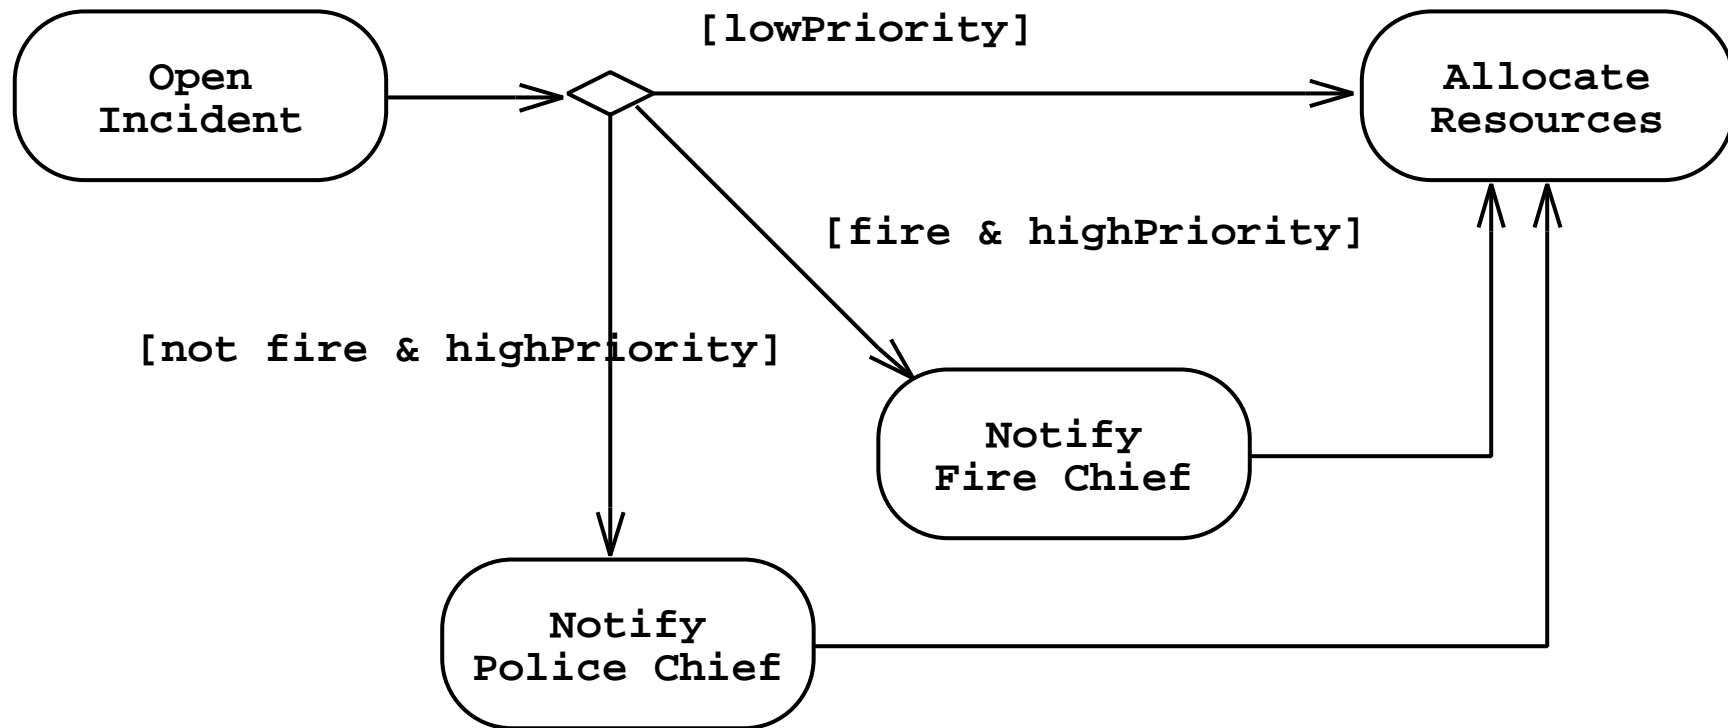 [lowPriority]
Open
Incident
Allocate
Resources
[fire & highPriority]
[not fire & highPriority]
Notify
Fire Chief
Notify
Police Chief